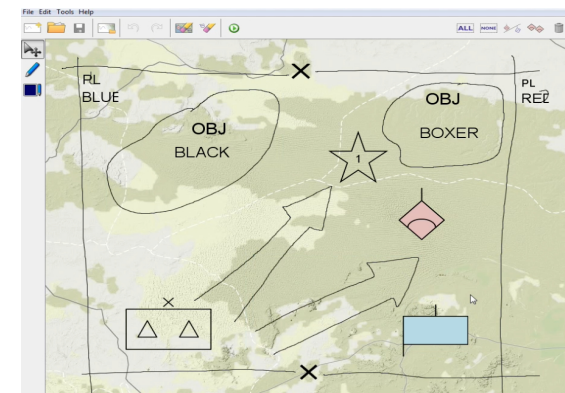 File Edit Tools Help
ALL
NONE
PL
BLUE
OBJ
BLACK
OBJ
BOXER
PL
RED
1